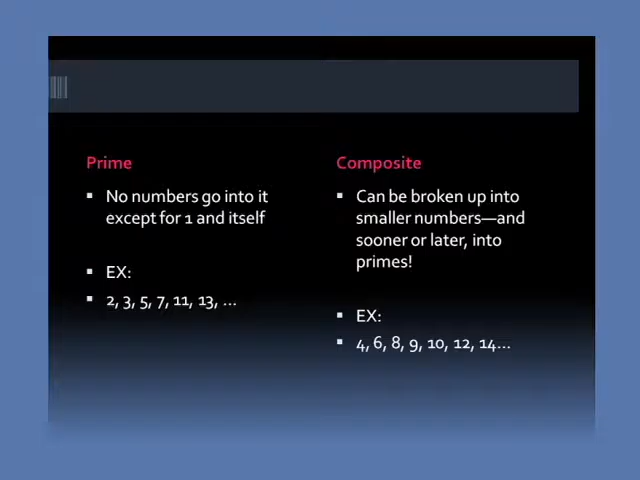 Prime
▪ No numbers go into it
except for 1 and itself
▪ EX:
▪ 2, 3, 5, 7, 11, 13, …
Composite
▪ Can be broken up into
smaller numbers—and
sooner or later, into
primes!
▪ EX:
▪ 4, 6, 8, 9, 10, 12, 14…